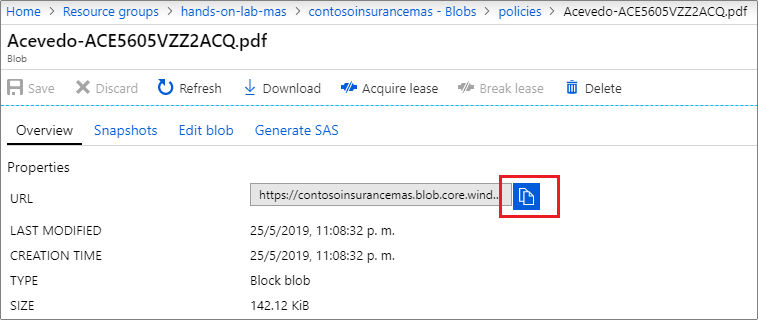 Home > Resource groups > hands-on-lab-mas > contosoinsurancemas - Blobs > policies > Acevedo-ACE5605VZZ2ACQ.pdf
Acevedo-ACE5605VZZ2ACQ.pdf
Blob
Save Discard Refresh Download Acquire lease Break lease Delete
Overview Snapshots Edit blob Generate SAS
Properties
URL https://contosoinsurancemas.blob.core.wind...
LAST MODIFIED 25/5/2019, 11:08:32 p. m.
CREATION TIME 25/5/2019, 11:08:32 p. m.
TYPE Block blob
SIZE 142.12 KiB